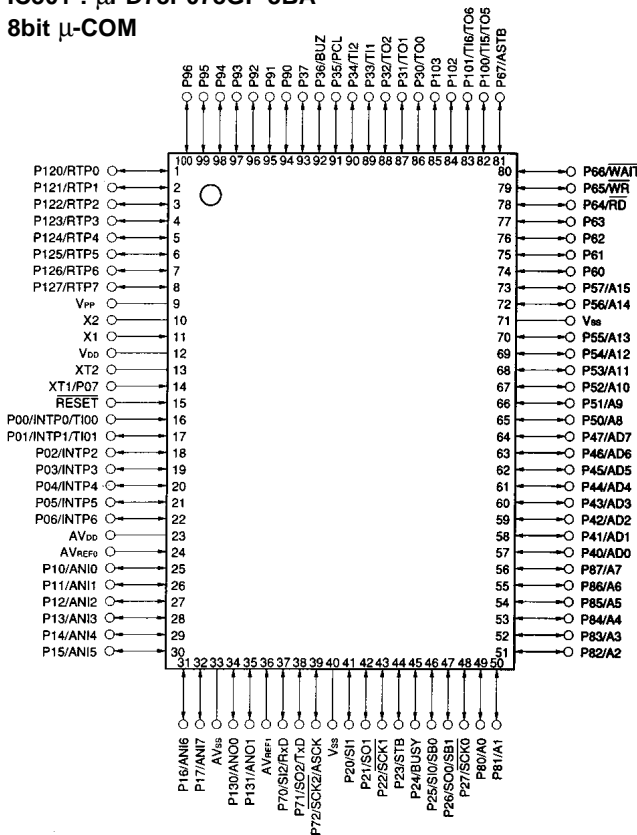 8bit μ-COM
P96
P95
P94
P93
P92
P91
P90
P37
P36/BUZ
P35/PCL
P34/TI2
P33/TI1
P32/TO2
P31/TO1
P30/TO0
P103
P102
P101/TI6/TO6
P100/TI5/TO5
P67/ASTB
100 99 98 97 96 95 94 93 92 91 90 89 88 87 86 85 84 83 82 81
P120/RTP0 1
P121/RTP1 2
P122/RTP2 3
P123/RTP3 4
P124/RTP4 5
P125/RTP5 6
P126/RTP6 7
P127/RTP7 8
VPP 9
X2 10
X1 11
VDD 12
XT2 13
XT1/P07 14
RESET 15
P00/INTP0/TI00 16
P01/INTP1/TI01 17
P02/INTP2 18
P03/INTP3 19
P04/INTP4 20
P05/INTP5 21
P06/INTP6 22
AVDD 23
AVREF0 24
P10/ANI0 25
P11/ANI1 26
P12/ANI2 27
P13/ANI3 28
P14/ANI4 29
P15/ANI5 30
80 P66/WAIT
79 P65/WR
78 P64/RD
77 P63
76 P62
75 P61
74 P60
73 P57/A15
72 P56/A14
71 Vss
70 P55/A13
69 P54/A12
68 P53/A11
67 P52/A10
66 P51/A9
65 P50/A8
64 P47/AD7
63 P46/AD6
62 P45/AD5
61 P44/AD4
60 P43/AD3
59 P42/AD2
58 P41/AD1
57 P40/AD0
56 P87/A7
55 P86/A6
54 P85/A5
53 P84/A4
52 P83/A3
51 P82/A2
31 32 33 34 35 36 37 38 39 40 41 42 43 44 45 46 47 48 49 50
P16/ANI6
P17/ANI7
AVss
P130/ANO0
P131/ANO1
AVREF1
P70/SI2/RxD
P71/SO2/TxD
P72/SCK2/ASCK
Vss
P20/SI1
P21/SO1
P22/SCK1
P23/STB
P24/BUSY
P25/SI0/SB0
P26/SO0/SB1
P27/SCK0
P80/A0
P81/A1